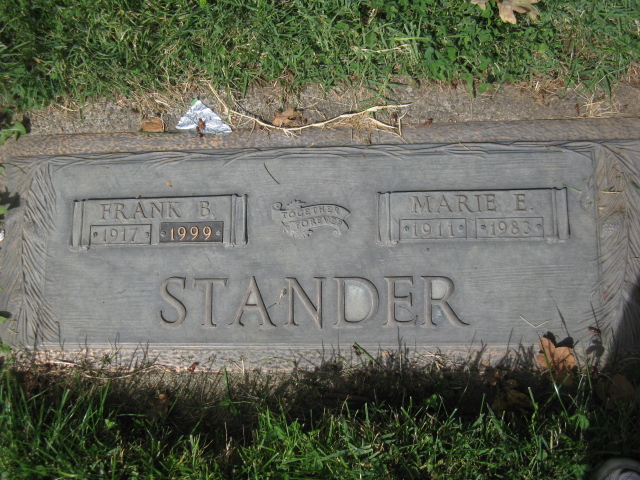 FRANK B.
1917 1999
TOGETHER
FOREVER
MARIE E.
1911 1983
STANDER